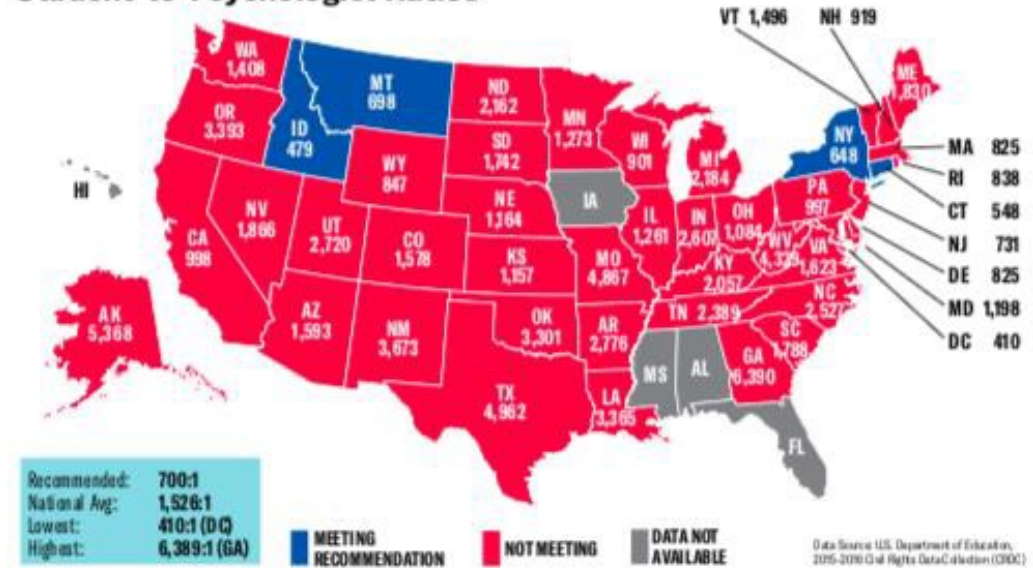 Student-to-Psychologist Ratios
VT 1,496 NH 919
WA
1,408
MT
698
ND
2,162
MN
1,273
ME
1,830
OR
3,393
ID
479
SD
1,742
WI
901
MI
2,184
NY
648
MA 825
RI 838
CT 548
NJ 731
DE 825
MD 1,198
DC 410
HI
WY
847
NE
1,164
IA
IL
1,261
IN
2,607
OH
1,084
PA
997
NV
1,866
UT
2,720
CO
1,578
KS
1,157
MO
4,867
KY
2,057
WV
4,339
VA
1,623
CA
998
AK
5,368
AZ
1,593
NM
3,673
OK
3,301
AR
2,776
TN 2,389
NC
2,527
SC
1,788
TX
4,962
LA
3,365
MS
AL
GA
6,390
FL
Recommended: 700:1
National Avg: 1,526:1
Lowest: 410:1 (DC)
Highest: 6,389:1 (GA)
MEETING
RECOMMENDATION
NOT MEETING
DATA NOT
AVAILABLE
Data Source: U.S. Department of Education,
2015-2016 Civil Rights Data Collection (CRDC)